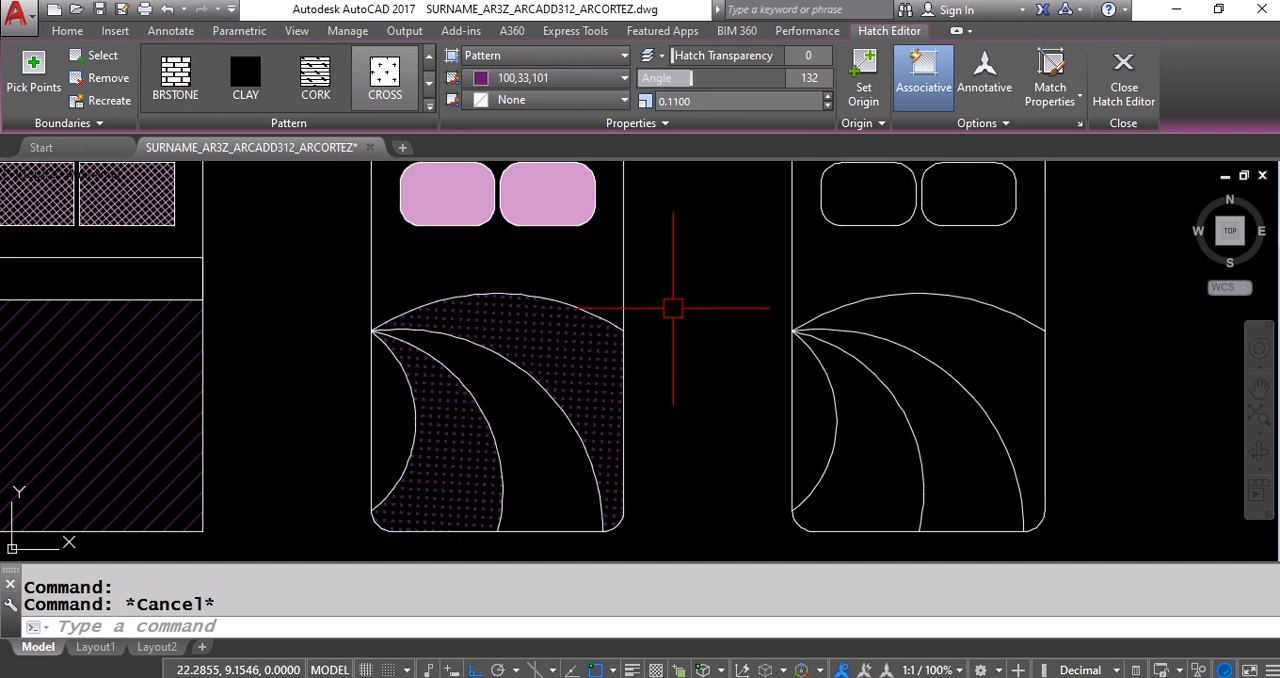 Autodesk AutoCAD 2017 SURNAME_AR3Z_ARCADD312_ARCORTEZ.dwg
Type a keyword or phrase
Sign In
Home Insert Annotate Parametric View Manage Output Add-ins A360 Express Tools Featured Apps BIM 360 Performance Hatch Editor
Pick Points
Select
Remove
Recreate
Boundaries
BRSTONE CLAY CORK CROSS
Pattern
Pattern
100,33,101
None
Hatch Transparency 0
Angle 132
0.1100
Properties
Set
Origin
Origin
Associative
Annotative
Match
Properties
Options
Close
Hatch Editor
Close
Start SURNAME_AR3Z_ARCADD312_ARCORTEZ*
N
W TOP E
S
WCS
Y
X
Command:
Command: *Cancel*
Type a command
Model Layout1 Layout2
22.2855, 9.1546, 0.0000 MODEL 1:1 / 100% Decimal